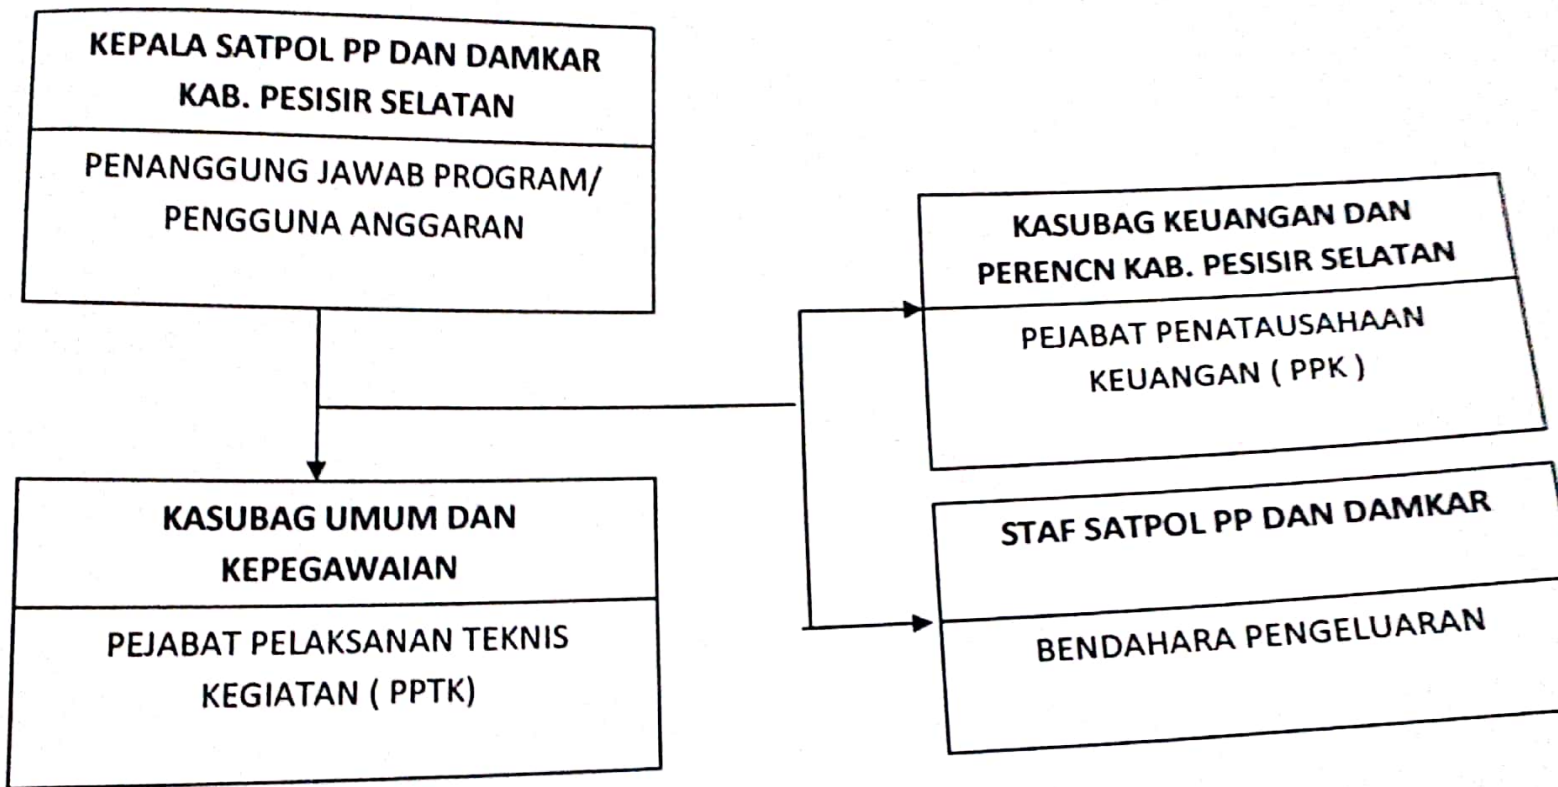 KEPALA SATPOL PP DAN DAMKAR
KAB. PESISIR SELATAN
PENANGGUNG JAWAB PROGRAM/
PENGGUNA ANGGARAN
KASUBAG KEUANGAN DAN
PERENCN KAB. PESISIR SELATAN
PEJABAT PENATAUSAHAAN
KEUANGAN ( PPK )
KASUBAG UMUM DAN
KEPEGAWAIAN
PEJABAT PELAKSANAN TEKNIS
KEGIATAN ( PPTK)
STAF SATPOL PP DAN DAMKAR
BENDAHARA PENGELUARAN